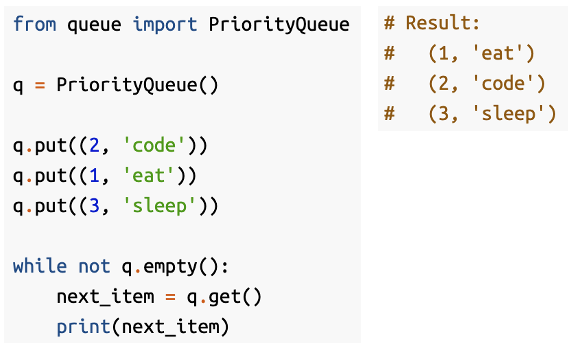 from queue import PriorityQueue
q = PriorityQueue()
q.put((2, 'code'))
q.put((1, 'eat'))
q.put((3, 'sleep'))
while not q.empty():
    next_item = q.get()
    print(next_item)
# Result:
#   (1, 'eat')
#   (2, 'code')
#   (3, 'sleep')